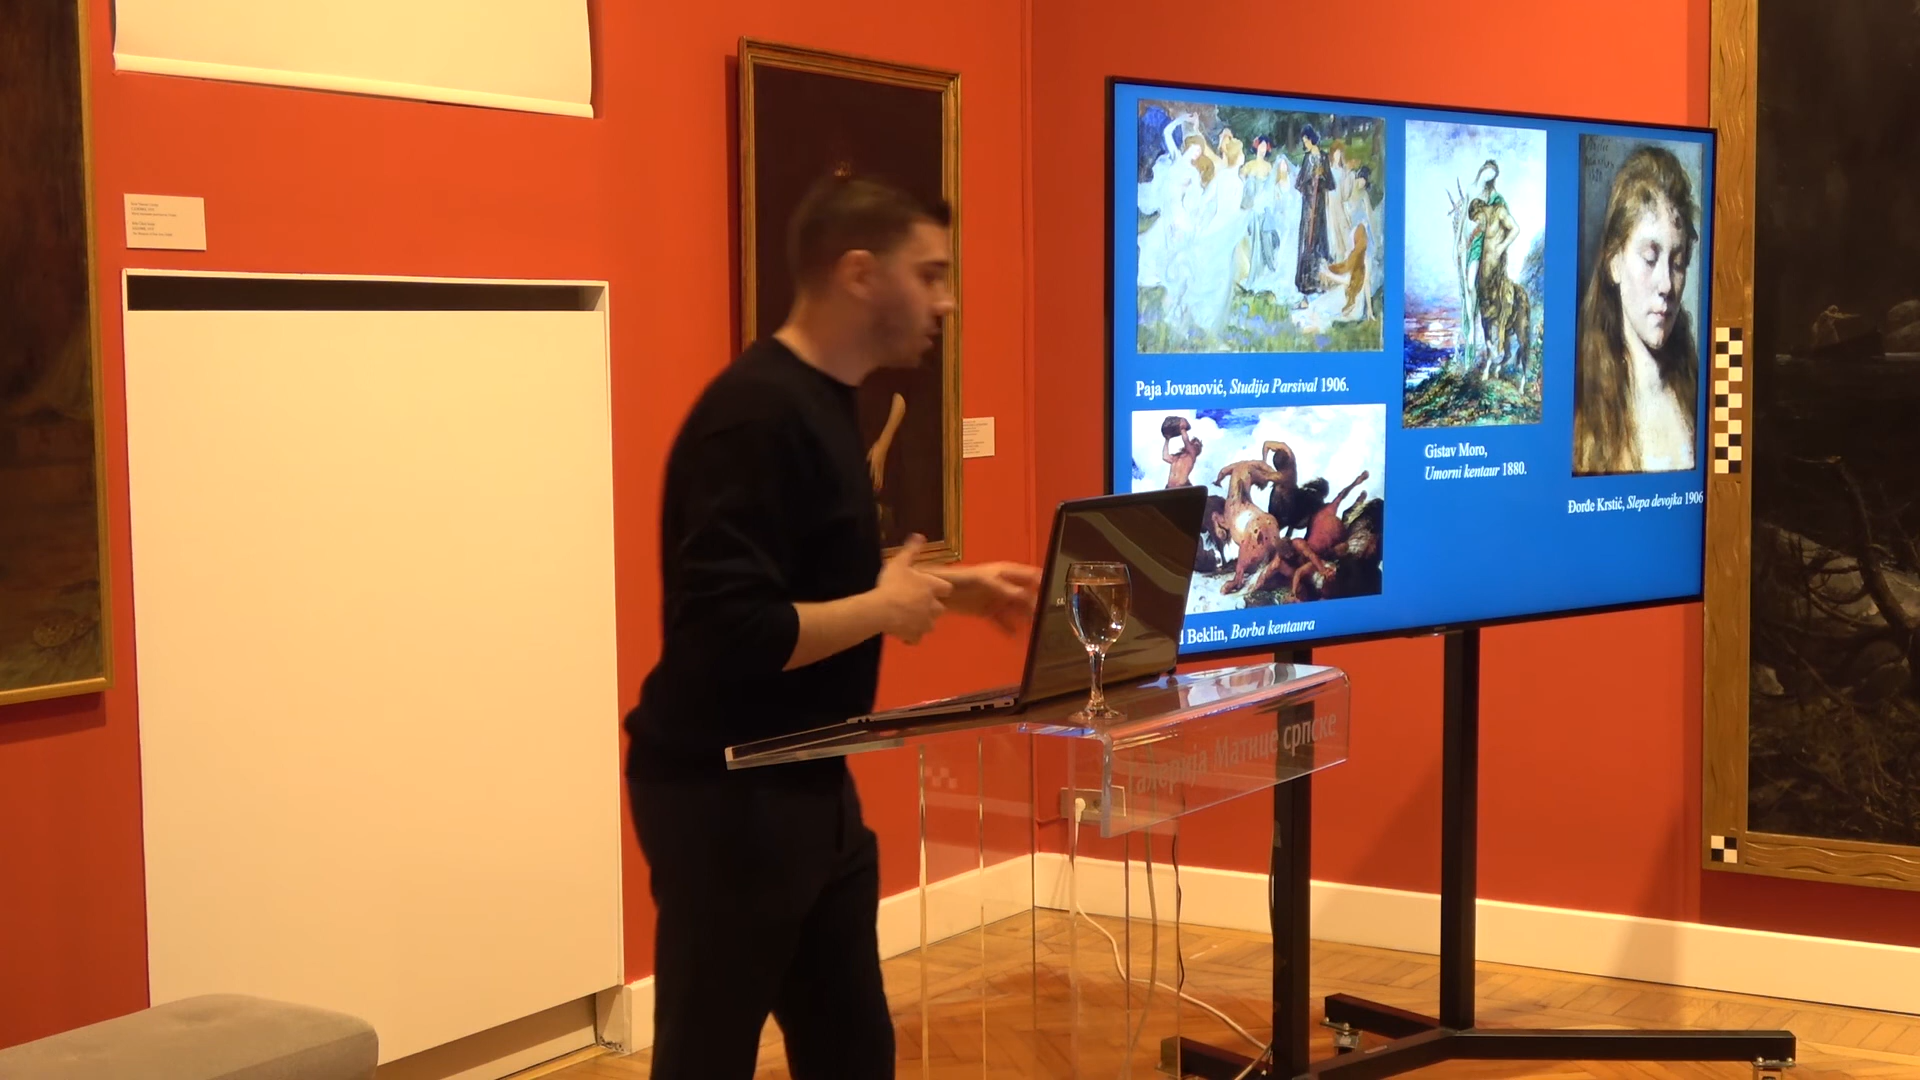 Paja Jovanović, Studija Parsival 1906.
Gistav Moro,
Umorni kentaur 1880.
Đorđe Krstić, Slepa devojka 1906
Beklin, Borba kentaura
Галерија Матице српске